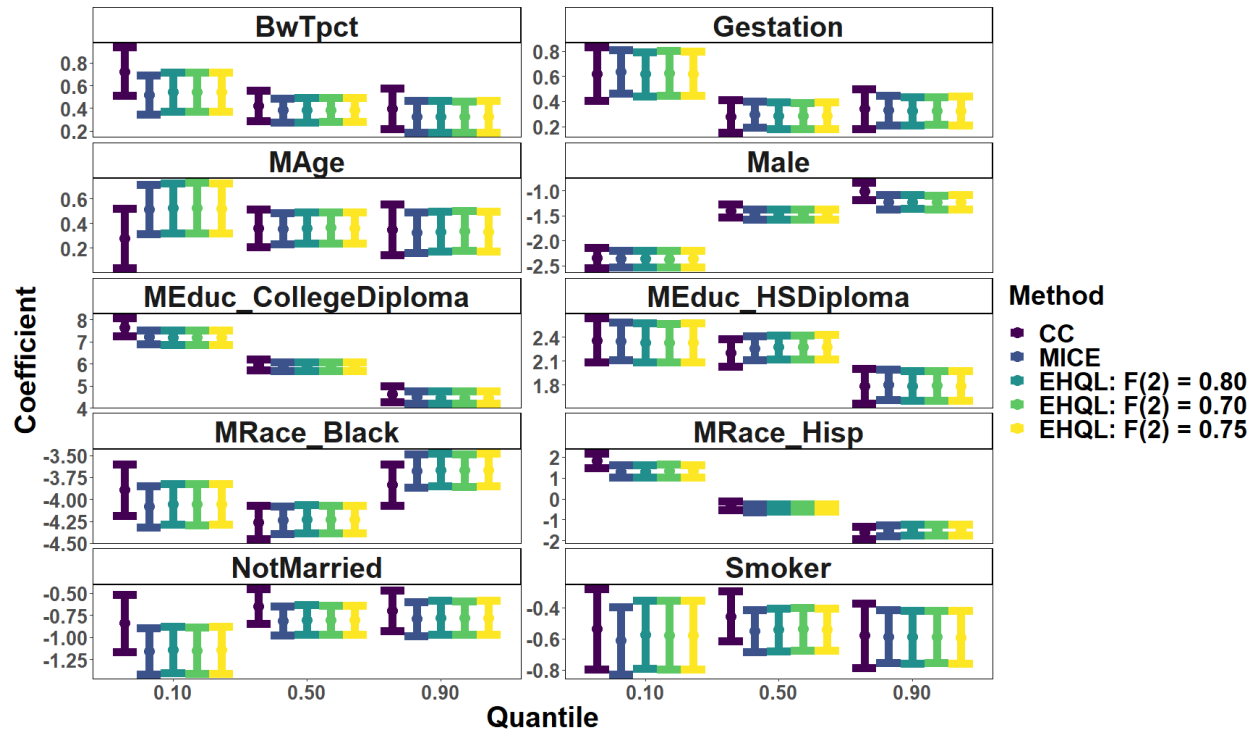 BwTpct
Gestation
0.8
0.6
0.4
0.2
0.8
0.6
0.4
0.2
MAge
Male
0.6
0.4
0.2
-1.0
-1.5
-2.0
-2.5
MEduc_CollegeDiploma
MEduc_HSDiploma
8
7
6
5
4
2.4
2.1
1.8
MRace_Black
MRace_Hisp
-3.50
-3.75
-4.00
-4.25
-4.50
2
1
0
-1
-2
NotMarried
Smoker
-0.50
-0.75
-1.00
-1.25
-0.4
-0.6
-0.8
0.10 0.50 0.90
0.10 0.50 0.90
Quantile
Coefficient
Method
CC
MICE
EHQL: F(2) = 0.80
EHQL: F(2) = 0.70
EHQL: F(2) = 0.75